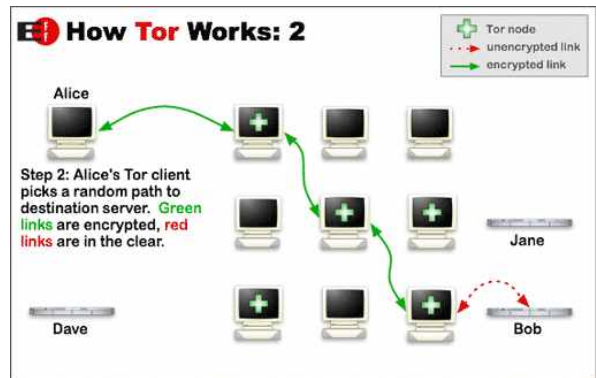 EFF How Tor Works: 2
Tor node
unencrypted link
encrypted link
Alice
Step 2: Alice's Tor client
picks a random path to
destination server. Green
links are encrypted, red
links are in the clear.
Jane
Dave
Bob